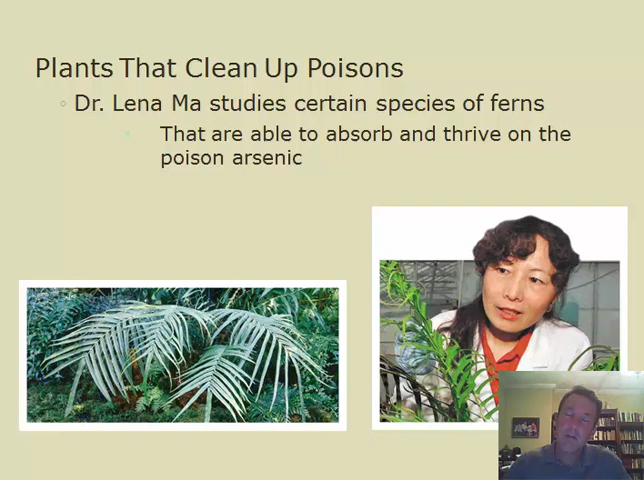 Plants That Clean Up Poisons
◦ Dr. Lena Ma studies certain species of ferns
• That are able to absorb and thrive on the
poison arsenic